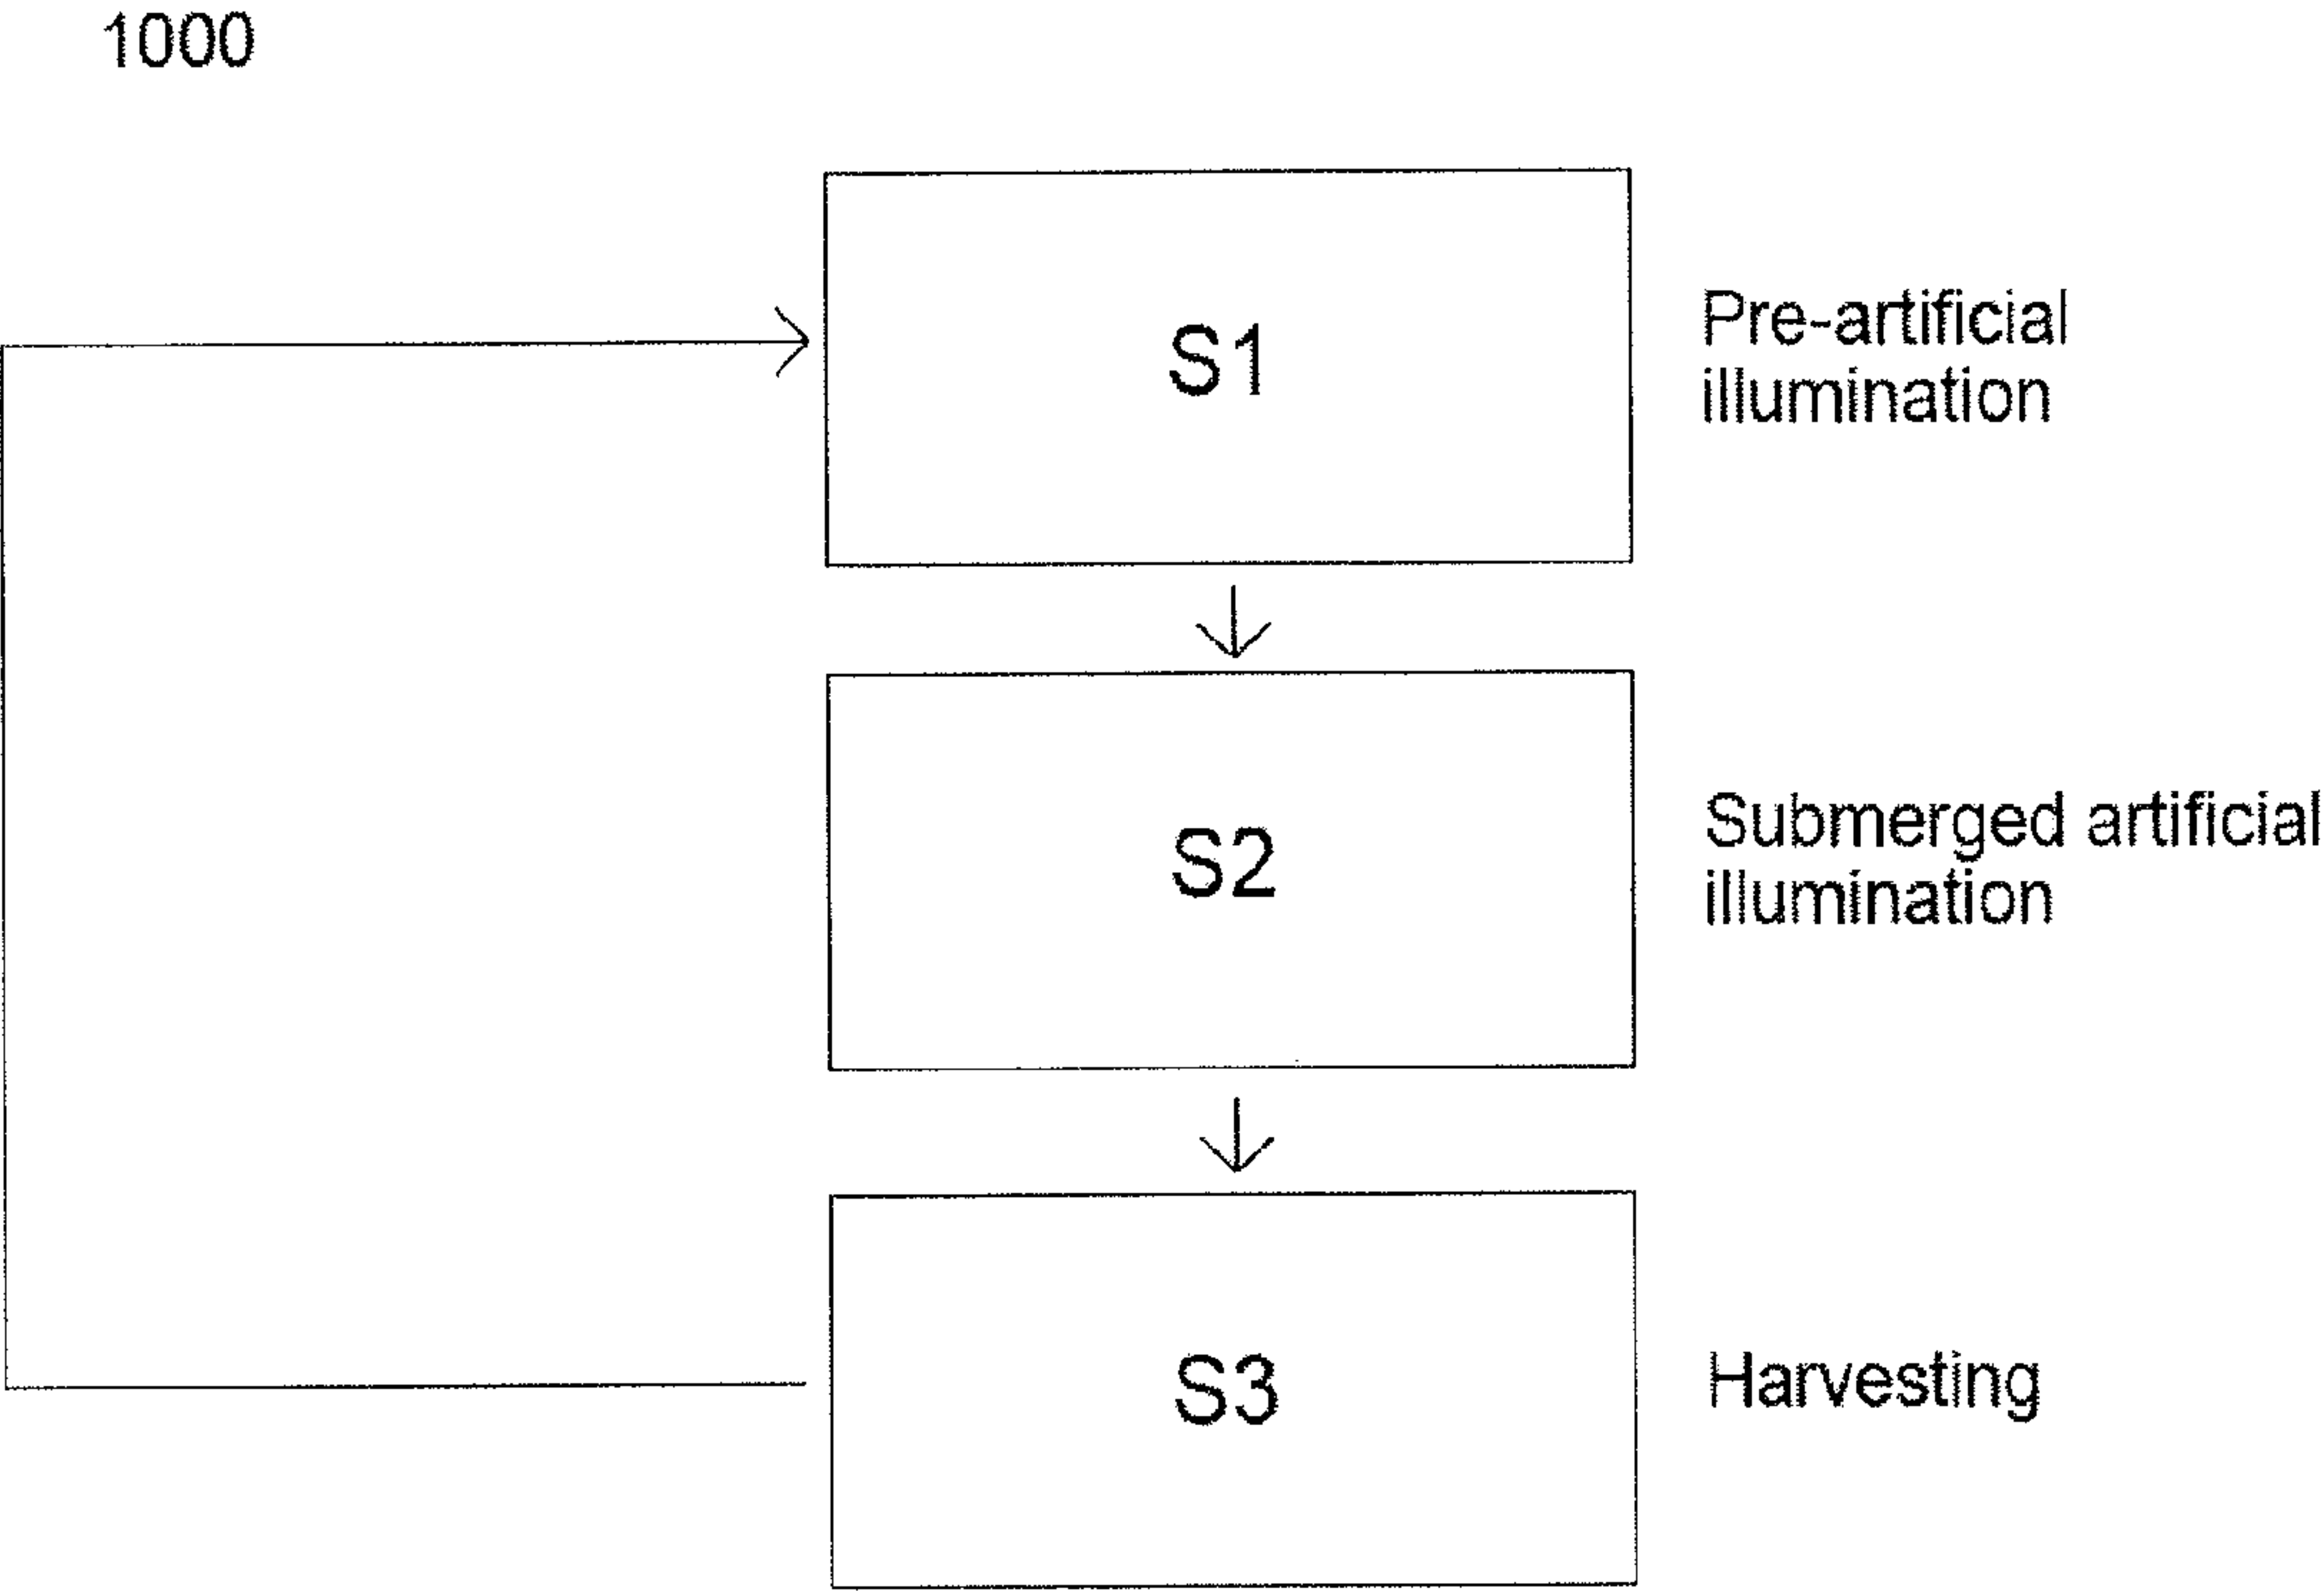 1000
S1
Pre-artificial
illumination
S2
Submerged artificial
illumination
S3
Harvesting